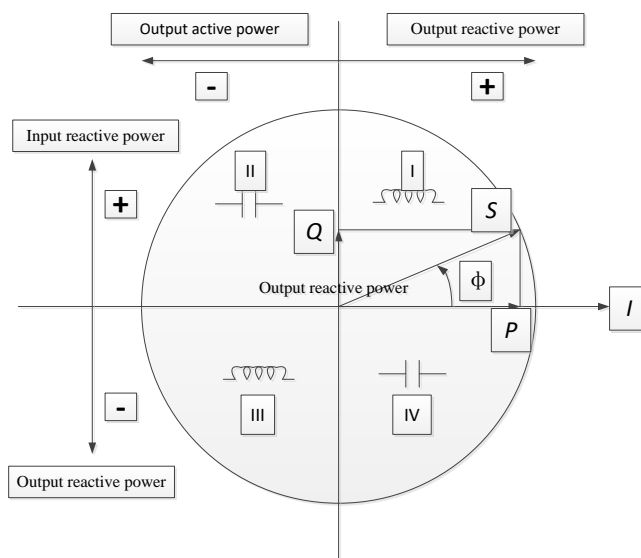 Output active power
Output reactive power
-
+
Input reactive power
II
I
+
S
Q
Output reactive power
ϕ
P
I
-
III
IV
Output reactive power